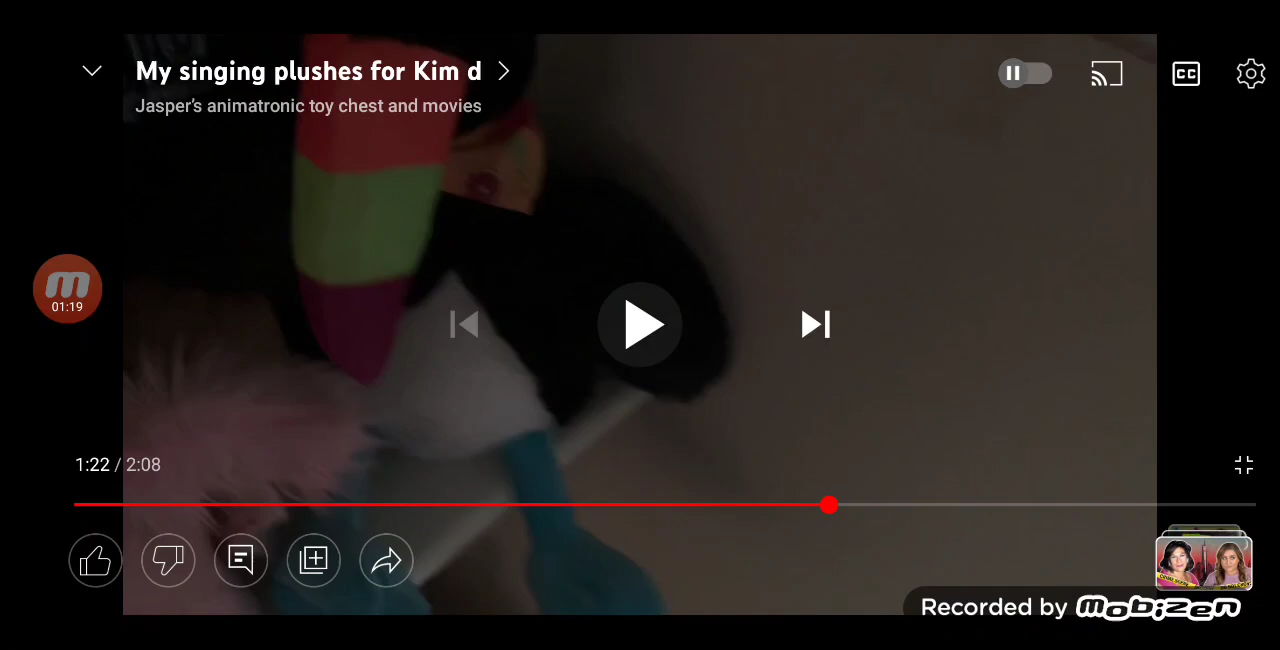 My singing plushes for Kim d
Jasper's animatronic toy chest and movies
CC
m
01:19
1:22 / 2:08
Recorded by mobizen